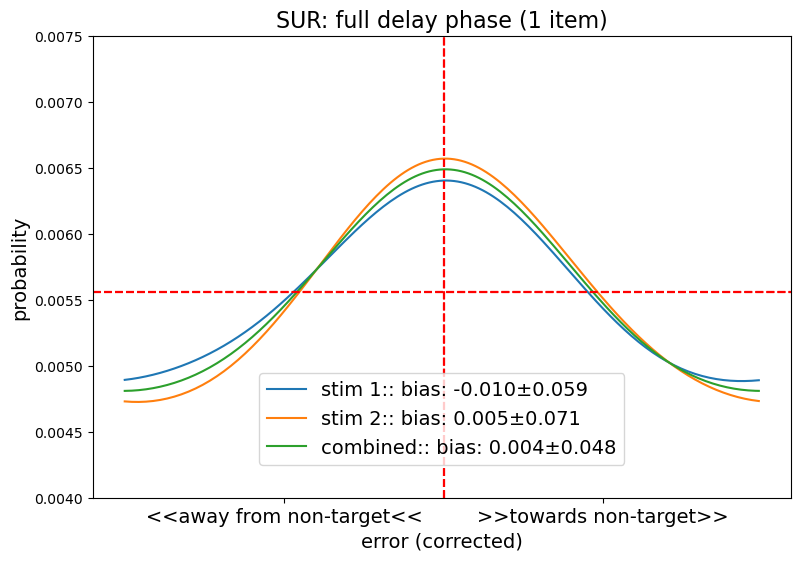 SUR: full delay phase (1 item)
0.0075
0.0070
0.0065
0.0060
0.0055
0.0050
0.0045
0.0040
probability
stim 1:: bias: -0.010±0.059
stim 2:: bias: 0.005±0.071
combined:: bias: 0.004±0.048
<<away from non-target<<
>>towards non-target>>
error (corrected)